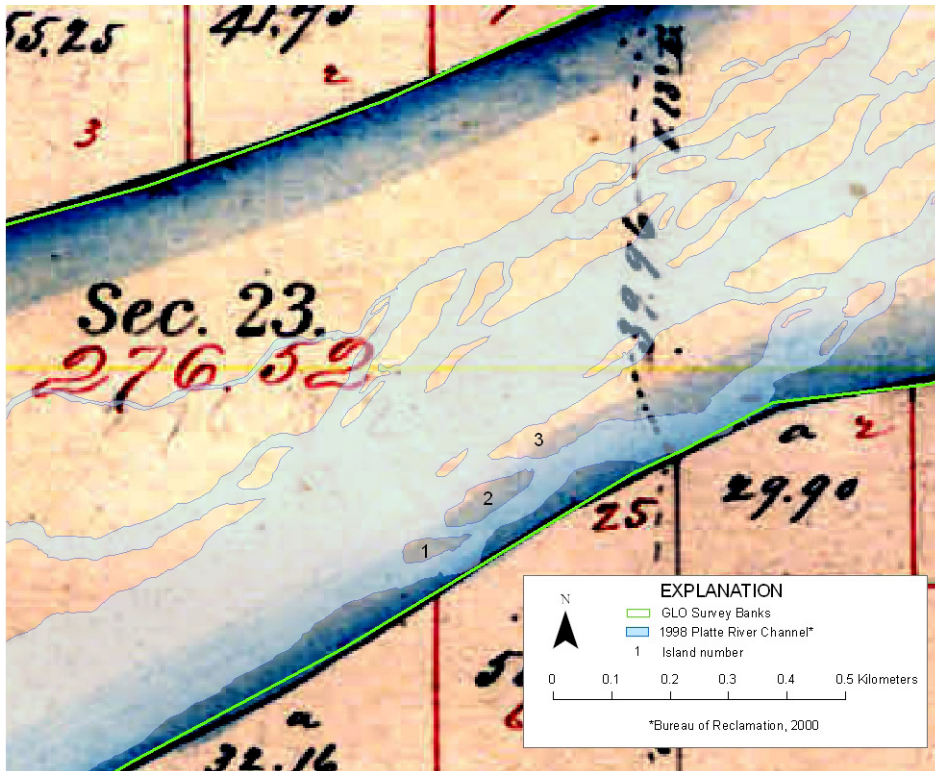 55.25
41.75
2
3
Sec. 23.
276.52
39.96
3
2
1
a
2
29.90
25
a
32.16
EXPLANATION
N
GLO Survey Banks
1998 Platte River Channel*
1 Island number
0 0.1 0.2 0.3 0.4 0.5 Kilometers
*Bureau of Reclamation, 2000